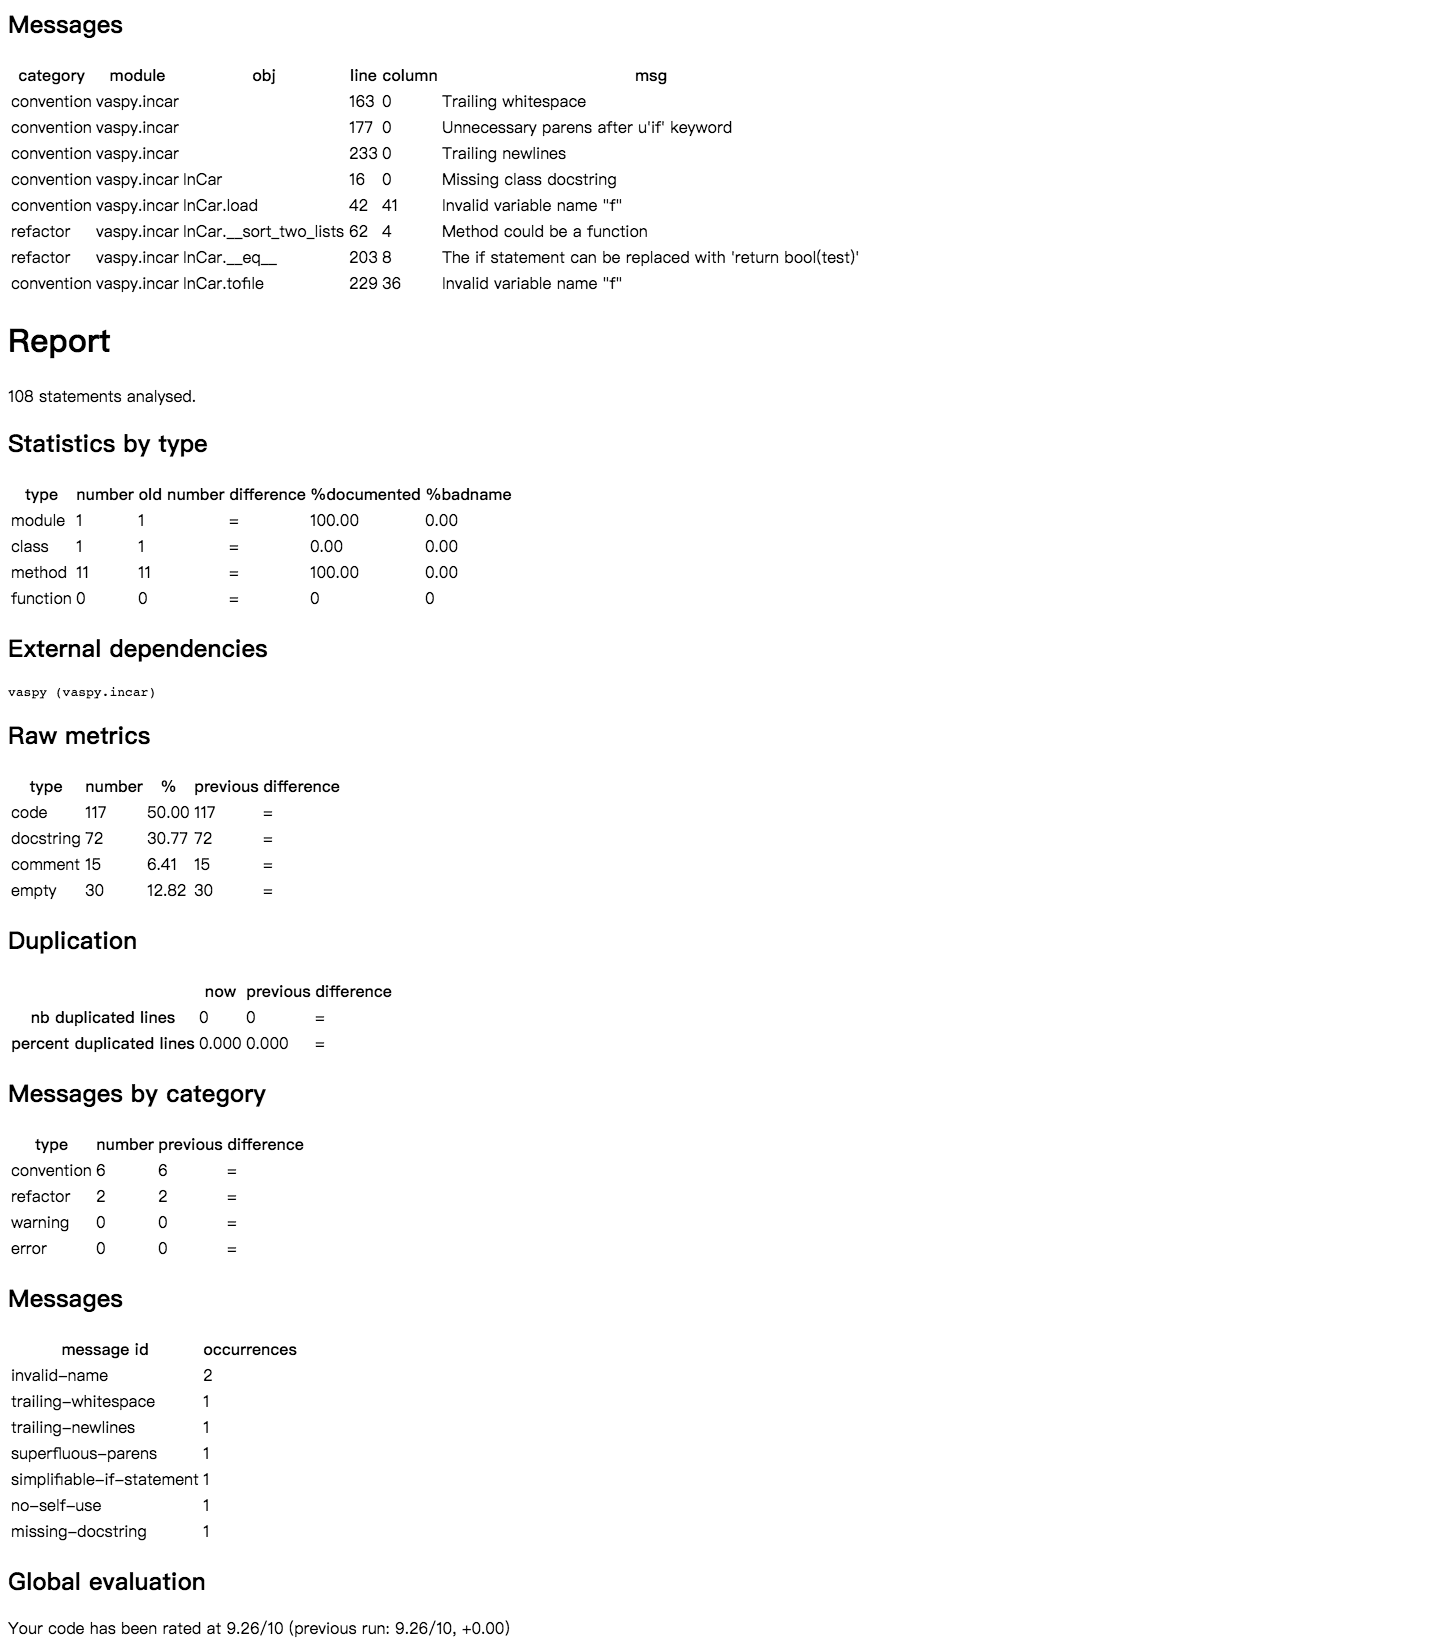 Messages
category module obj line column msg
convention vaspy.incar 163 0 Trailing whitespace
convention vaspy.incar 177 0 Unnecessary parens after u'if' keyword
convention vaspy.incar 233 0 Trailing newlines
convention vaspy.incar InCar 16 0 Missing class docstring
convention vaspy.incar InCar.load 42 41 Invalid variable name "f"
refactor vaspy.incar InCar.__sort_two_lists 62 4 Method could be a function
refactor vaspy.incar InCar.__eq__ 203 8 The if statement can be replaced with 'return bool(test)'
convention vaspy.incar InCar.tofile 229 36 Invalid variable name "f"
Report
108 statements analysed.
Statistics by type
type number old number difference %documented %badname
module 1 1 = 100.00 0.00
class 1 1 = 0.00 0.00
method 11 11 = 100.00 0.00
function 0 0 = 0 0
External dependencies
vaspy (vaspy.incar)
Raw metrics
type number % previous difference
code 117 50.00 117 =
docstring 72 30.77 72 =
comment 15 6.41 15 =
empty 30 12.82 30 =
Duplication
now previous difference
nb duplicated lines 0 0 =
percent duplicated lines 0.000 0.000 =
Messages by category
type number previous difference
convention 6 6 =
refactor 2 2 =
warning 0 0 =
error 0 0 =
Messages
message id occurrences
invalid-name 2
trailing-whitespace 1
trailing-newlines 1
superfluous-parens 1
simplifiable-if-statement 1
no-self-use 1
missing-docstring 1
Global evaluation
Your code has been rated at 9.26/10 (previous run: 9.26/10, +0.00)